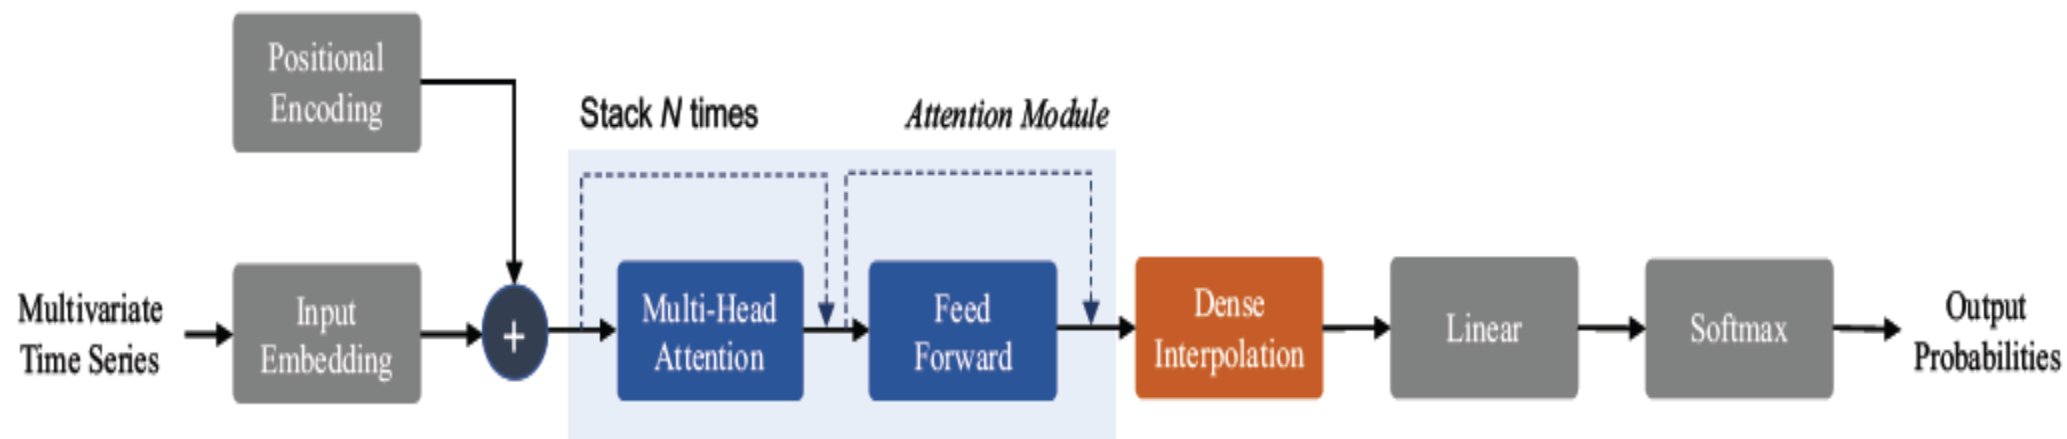 Positional
Encoding
Stack N times
Attention Module
Multivariate
Time Series
Input
Embedding
+
Multi-Head
Attention
Feed
Forward
Dense
Interpolation
Linear
Softmax
Output
Probabilities